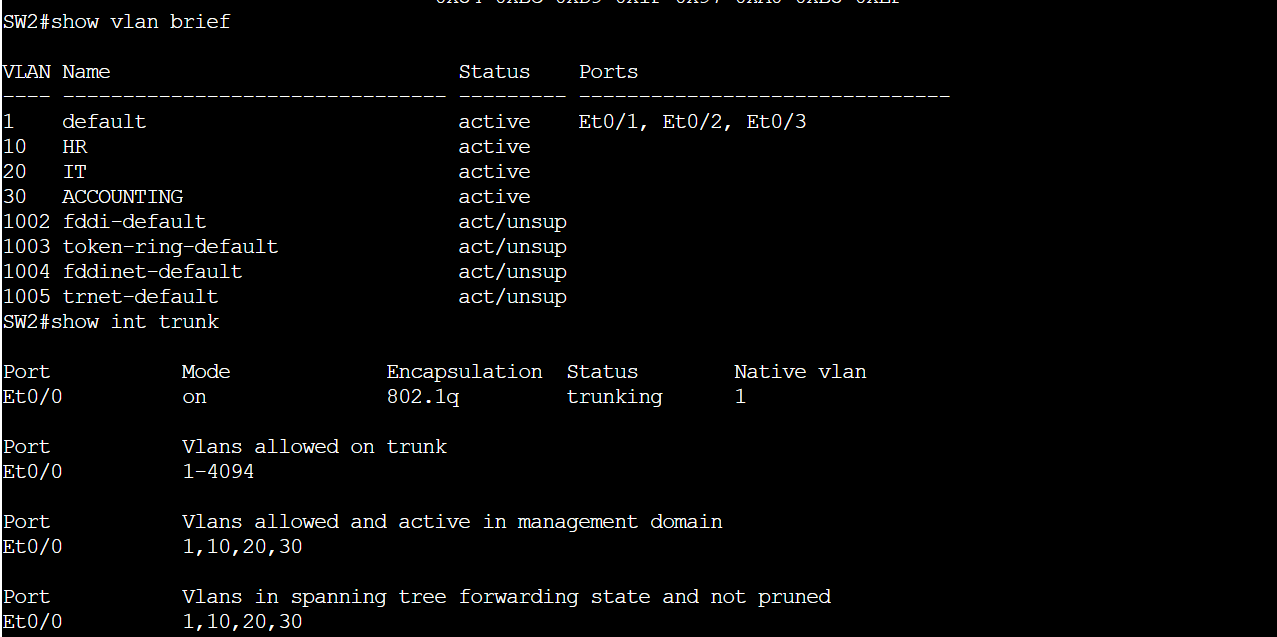 SW2#show vlan brief
VLAN Name                             Status    Ports
---- -------------------------------- --------- -------------------------------
1    default                          active    Et0/1, Et0/2, Et0/3
10   HR                               active
20   IT                               active
30   ACCOUNTING                       active
1002 fddi-default                     act/unsup
1003 token-ring-default               act/unsup
1004 fddinet-default                  act/unsup
1005 trnet-default                    act/unsup
SW2#show int trunk
Port           Mode             Encapsulation  Status        Native vlan
Et0/0          on               802.1q         trunking      1
Port           Vlans allowed on trunk
Et0/0          1-4094
Port           Vlans allowed and active in management domain
Et0/0          1,10,20,30
Port           Vlans in spanning tree forwarding state and not pruned
Et0/0          1,10,20,30